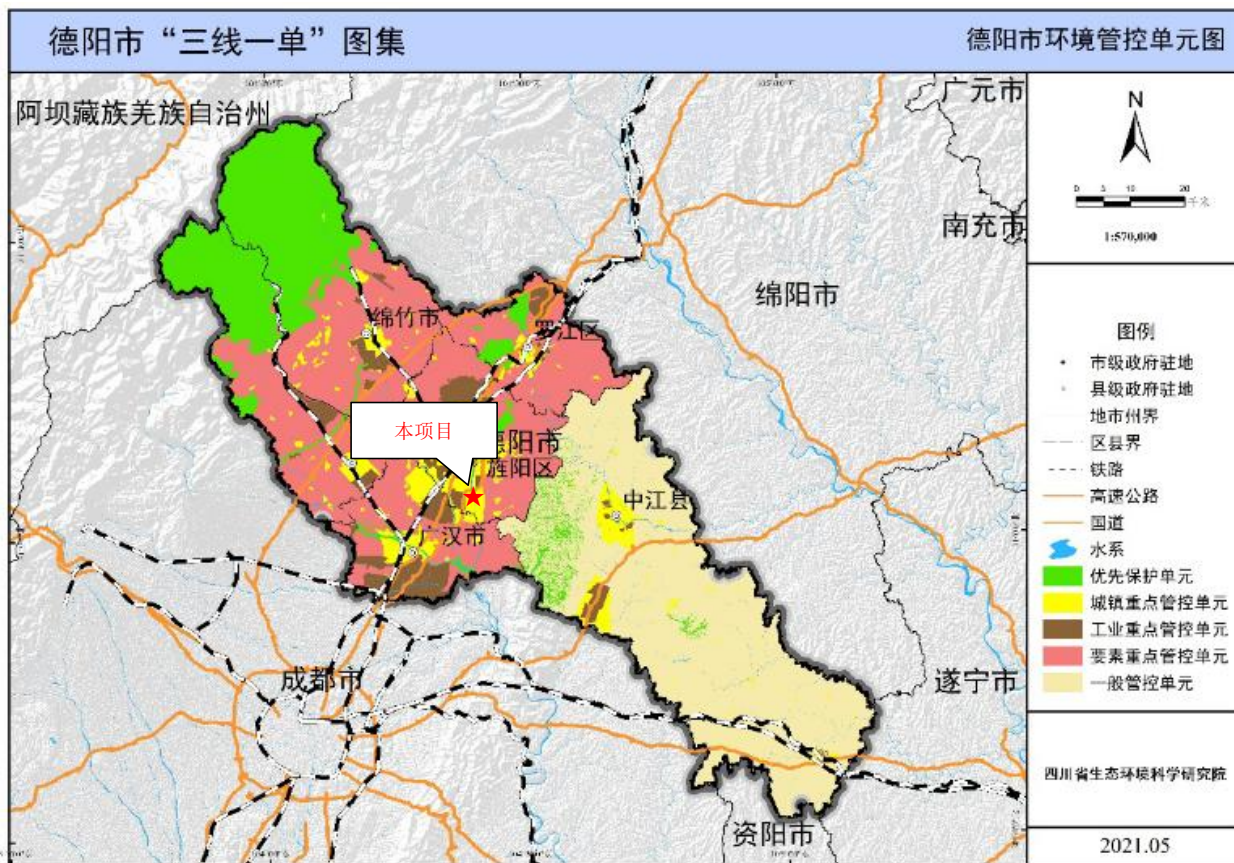 德阳市“三线一单”图集
德阳市环境管控单元图
阿坝藏族羌族自治州
广元市
南充市
绵阳市
绵竹市
罗江区
本项目
德阳市
旌阳区
中江县
广汉市
成都市
遂宁市
资阳市
N
0 5 10 20
千米
1:570,000
图例
市级政府驻地
县级政府驻地
地市州界
区县界
铁路
高速公路
国道
水系
优先保护单元
城镇重点管控单元
工业重点管控单元
要素重点管控单元
一般管控单元
四川省生态环境科学研究院
2021.05